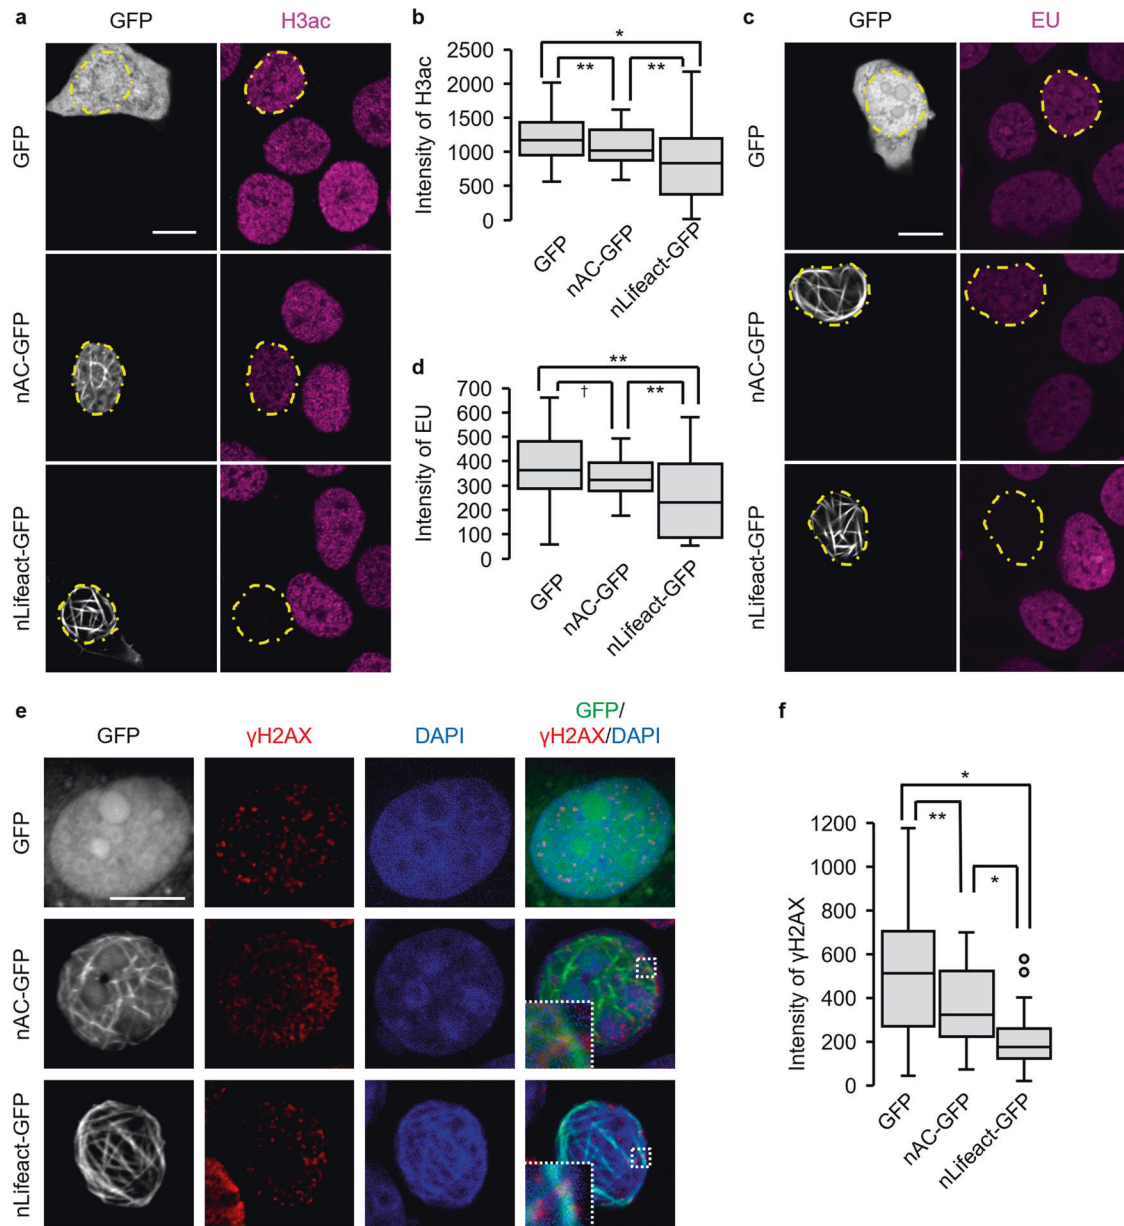 a
GFP
H3ac
GFP
nAC-GFP
nLifeact-GFP
b
Intensity of H3ac
2500
2000
1500
1000
500
0
*
**
**
GFP
nAC-GFP
nLifeact-GFP
c
GFP
EU
GFP
nAC-GFP
nLifeact-GFP
d
Intensity of EU
700
600
500
400
300
200
100
0
**
†
**
GFP
nAC-GFP
nLifeact-GFP
e
GFP
γH2AX
DAPI
GFP/
γH2AX/DAPI
GFP
nAC-GFP
nLifeact-GFP
f
Intensity of γH2AX
1200
1000
800
600
400
200
0
*
**
*
GFP
nAC-GFP
nLifeact-GFP